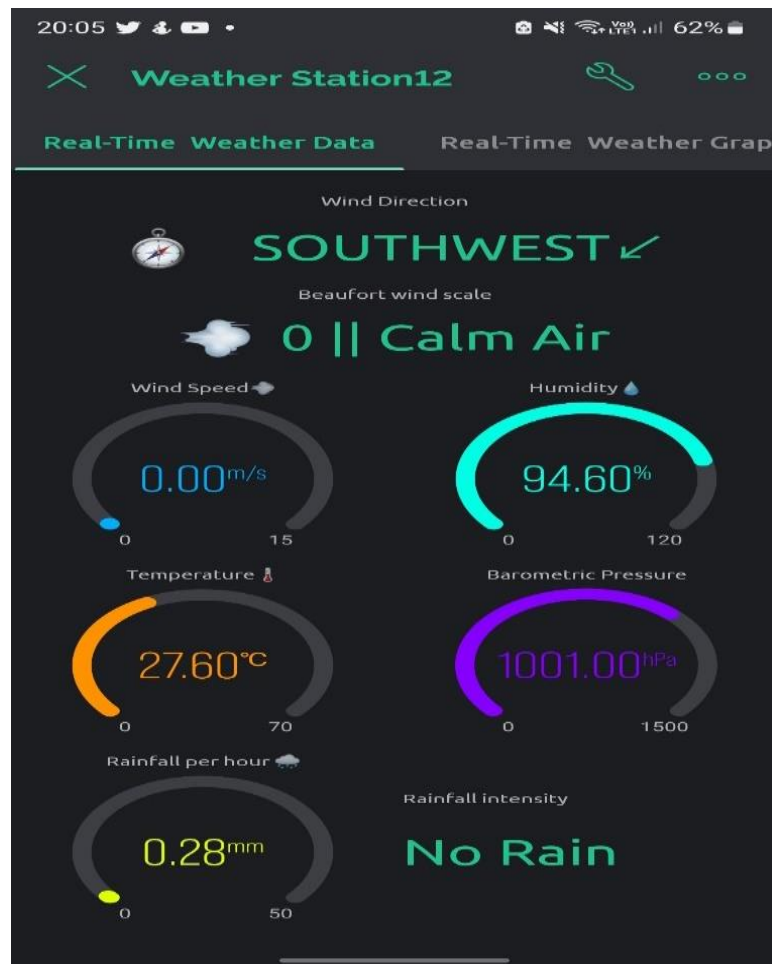 20:05 62%
Weather Station12
Real-Time Weather Data Real-Time Weather Grap
Wind Direction
SOUTHWEST↙
Beaufort wind scale
0 || Calm Air
Wind Speed Humidity
0.00m/s 94.60%
0 15 0 120
Temperature Barometric Pressure
27.60℃ 1001.00hPa
0 70 0 1500
Rainfall per hour
Rainfall intensity
0.28mm No Rain
0 50